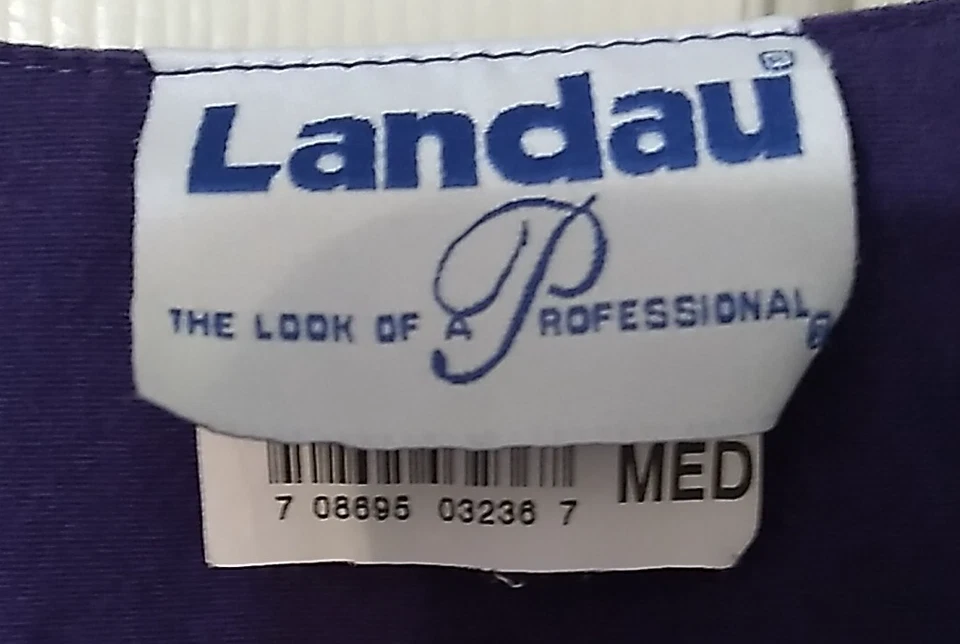 Landau®
THE LOOK OF A PROFESSIONAL®
MED
7 08695 03236 7